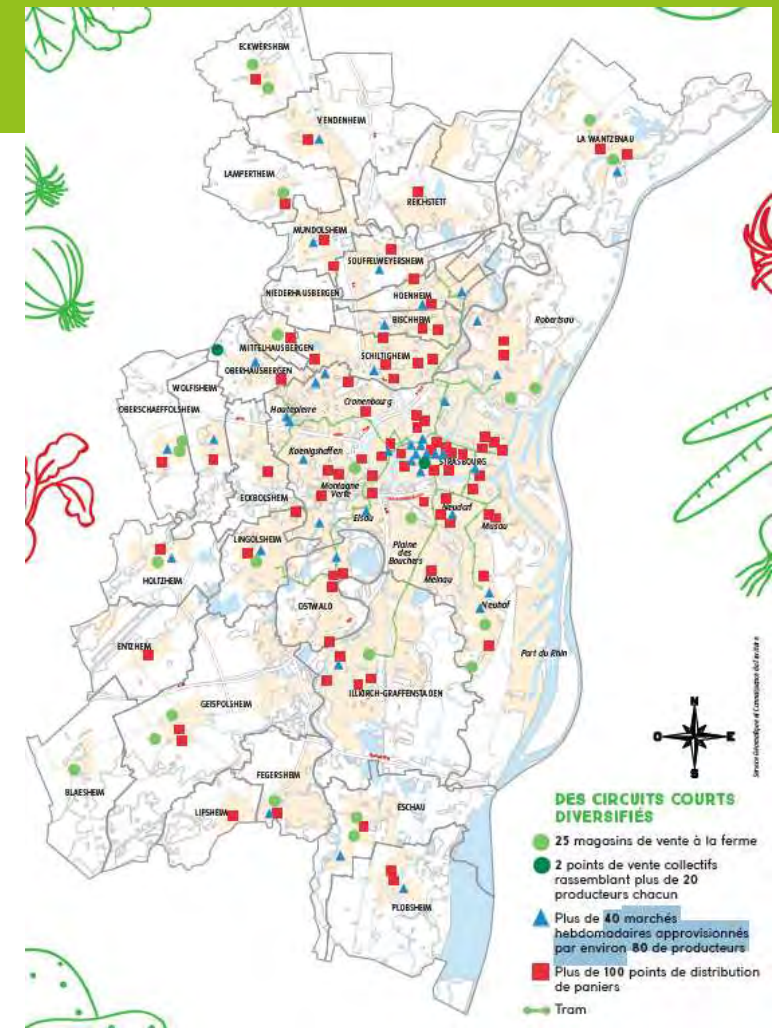 ECKWERSHEIM
VENDENHEIM
LA WANTZENAU
LAMPERTHEIM
REICHSTETT
MUNDOLSHEIM
SOUFFELWEYERSHEIM
NIEDERHAUSBERGEN
HOENHEIM
BISCHHEIM
Robertsau
MITTELHAUSBERGEN
SCHILTIGHEIM
OBERHAUSBERGEN
WOLFISHEIM
OBERSCHAEFFOLSHEIM
Cronenbourg
Hautepierre
Koenigshoffen
STRASBOURG
Montagne
Verte
ECKBOLSHEIM
Elsau
Neudorf
Musau
LINGOLSHEIM
Plaine
des
Bouchers
HOLTZHEIM
Meinau
OSTWALD
Neuhof
ENTZHEIM
Port du Rhin
GEISPOLSHEIM
ILLKIRCH-GRAFFENSTADEN
N
O
E
S
BLAESHEIM
FEGERSHEIM
LIPSHEIM
ESCHAU
PLOBSHEIM
DES CIRCUITS COURTS
DIVERSIFIÉS
25 magasins de vente à la ferme
2 points de vente collectifs
rassemblant plus de 20
producteurs chacun
Plus de 40 marchés
hebdomadaires approvisionnés
par environ 80 de producteurs
Plus de 100 points de distribution
de paniers
Tram